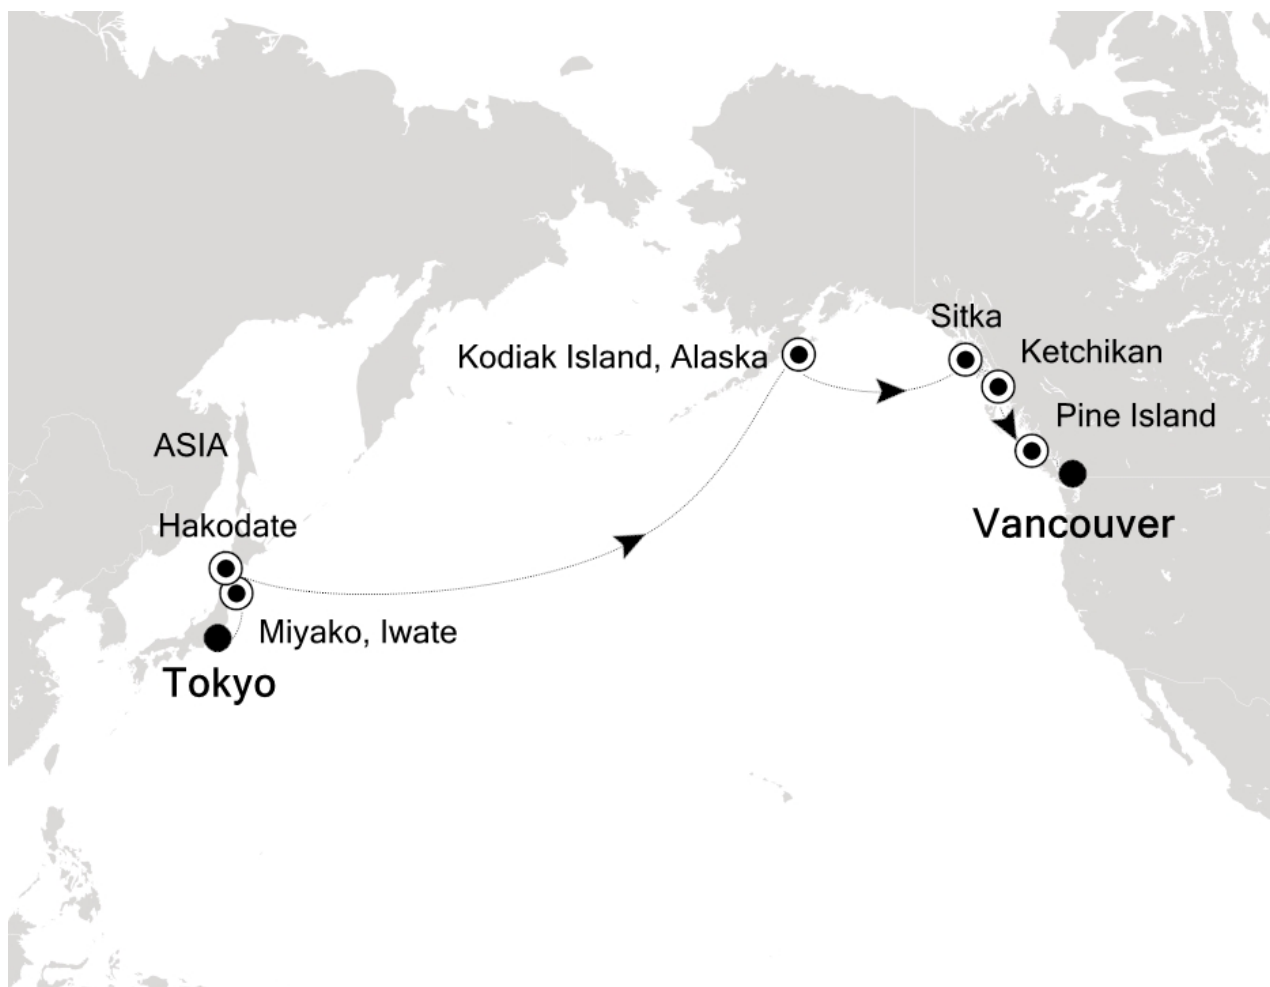 Sitka
Kodiak Island, Alaska
Ketchikan
Pine Island
ASIA
Hakodate
Vancouver
Miyako, Iwate
Tokyo